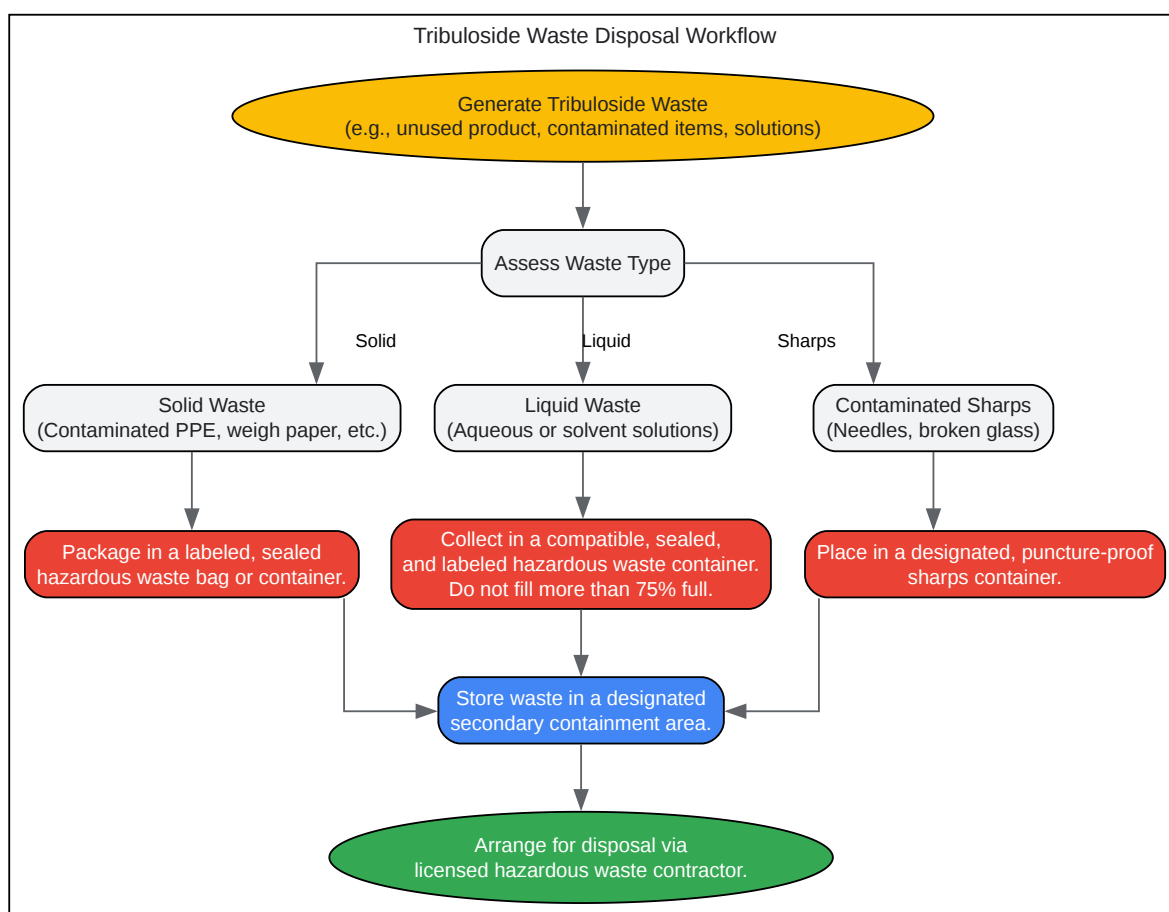 Tribuloside Waste Disposal Workflow
Generate Tribuloside Waste
(e.g., unused product, contaminated items, solutions)
Assess Waste Type
Solid
Liquid
Sharps
Solid Waste
(Contaminated PPE, weigh paper, etc.)
Liquid Waste
(Aqueous or solvent solutions)
Contaminated Sharps
(Needles, broken glass)
Package in a labeled, sealed
hazardous waste bag or container.
Collect in a compatible, sealed,
and labeled hazardous waste container.
Do not fill more than 75% full.
Place in a designated, puncture-proof
sharps container.
Store waste in a designated
secondary containment area.
Arrange for disposal via
licensed hazardous waste contractor.